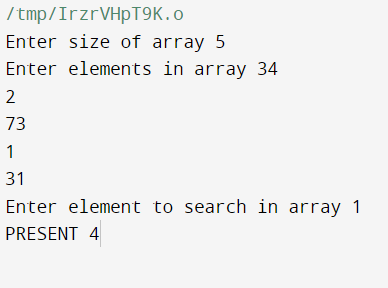 /tmp/IrzrVHpT9K.o
Enter size of array 5
Enter elements in array 34
2
73
1
31
Enter element to search in array 1
PRESENT 4